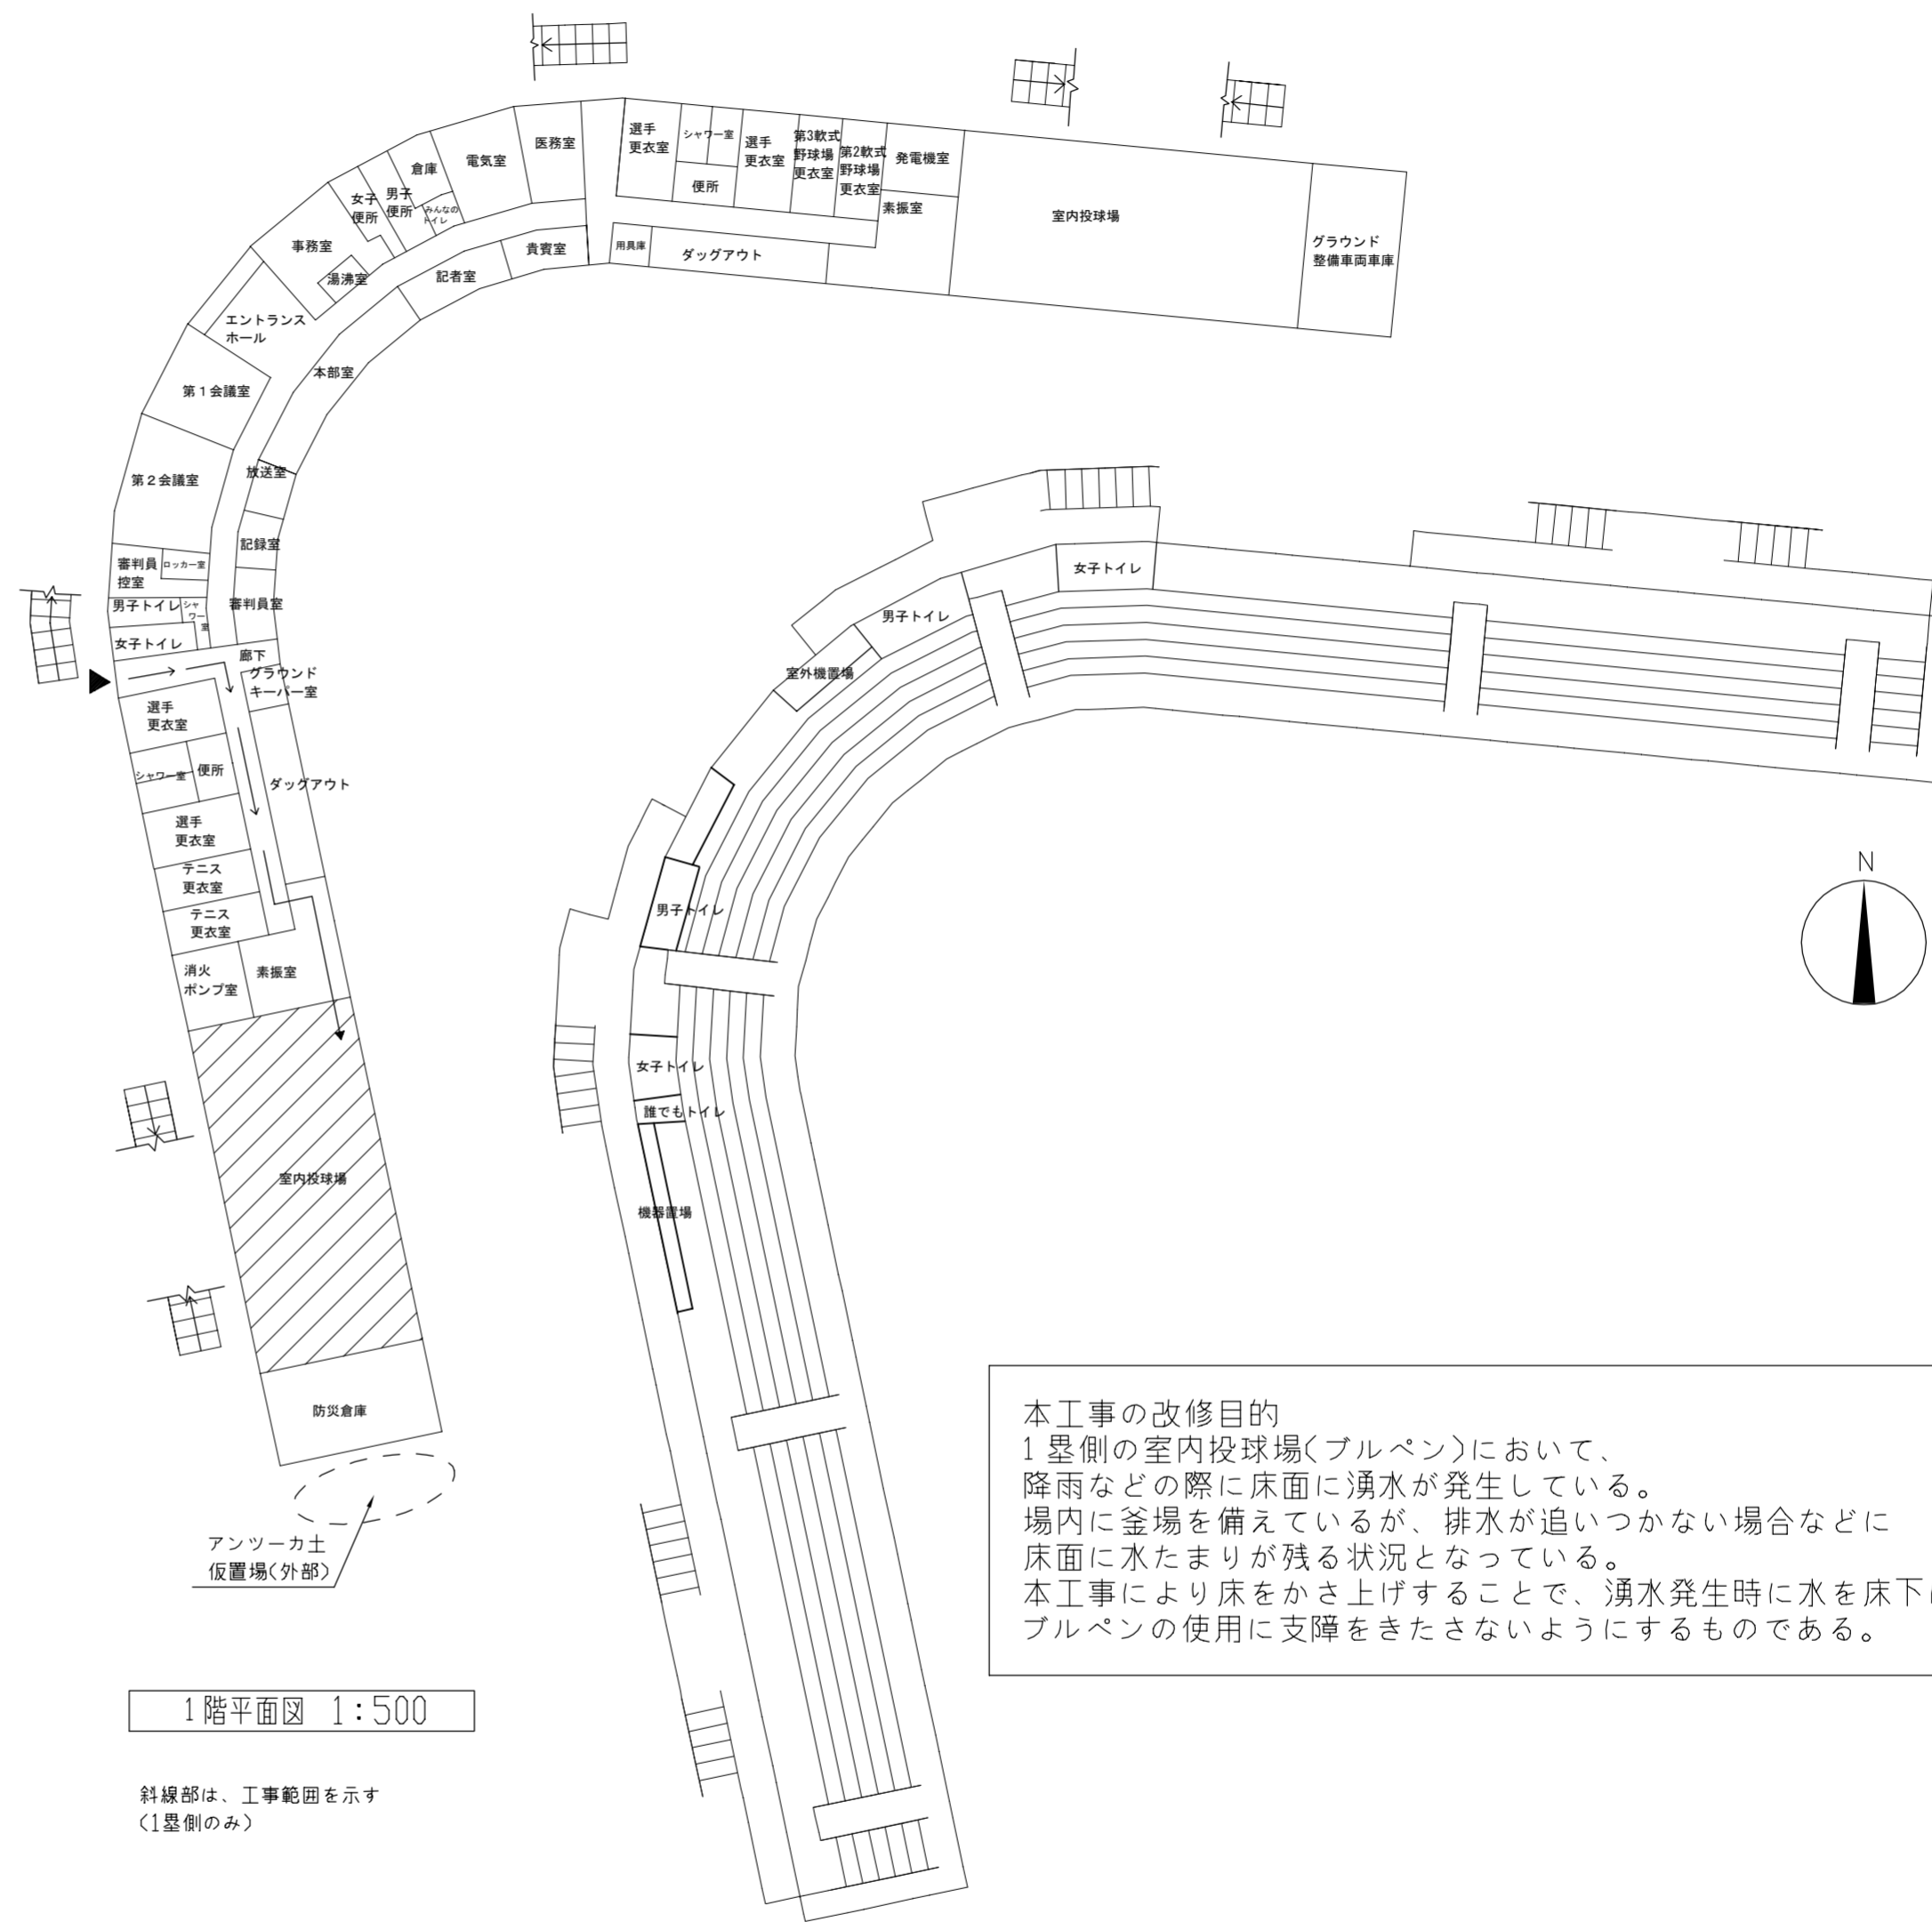 選手
更衣室
シャワー室
便所
選手
更衣室
第3軟式
野球場
更衣室
第2軟式
野球場
更衣室
発電機室
素振室
室内投球場
グラウンド
整備車両車庫
医務室
電気室
倉庫
みんなの
トイレ
男子
便所
女子
便所
事務室
湯沸室
貴賓室
記者室
用具庫
ダッグアウト
エントランス
ホール
本部室
第1会議室
第2会議室
放送室
記録室
審判員
控室
ロッカー室
男子トイレ
シャ
ワー
室
審判員室
女子トイレ
廊下
グラウンド
キーパー室
選手
更衣室
シャワー室
便所
ダッグアウト
選手
更衣室
テニス
更衣室
テニス
更衣室
消火
ポンプ室
素振室
室内投球場
防災倉庫
アンツーカ土
仮置場(外部)
1階平面図 1:500
斜線部は、工事範囲を示す
(1塁側のみ)
女子トイレ
男子トイレ
室外機置場
男子トイレ
女子トイレ
誰でもトイレ
機器置場
N
本工事の改修目的
1塁側の室内投球場(ブルペン)において、
降雨などの際に床面に湧水が発生している。
場内に釜場を備えているが、排水が追いつかない場合などに
床面に水たまりが残る状況となっている。
本工事により床をかさ上げすることで、湧水発生時に水を床下
ブルペンの使用に支障をきたさないようにするものである。